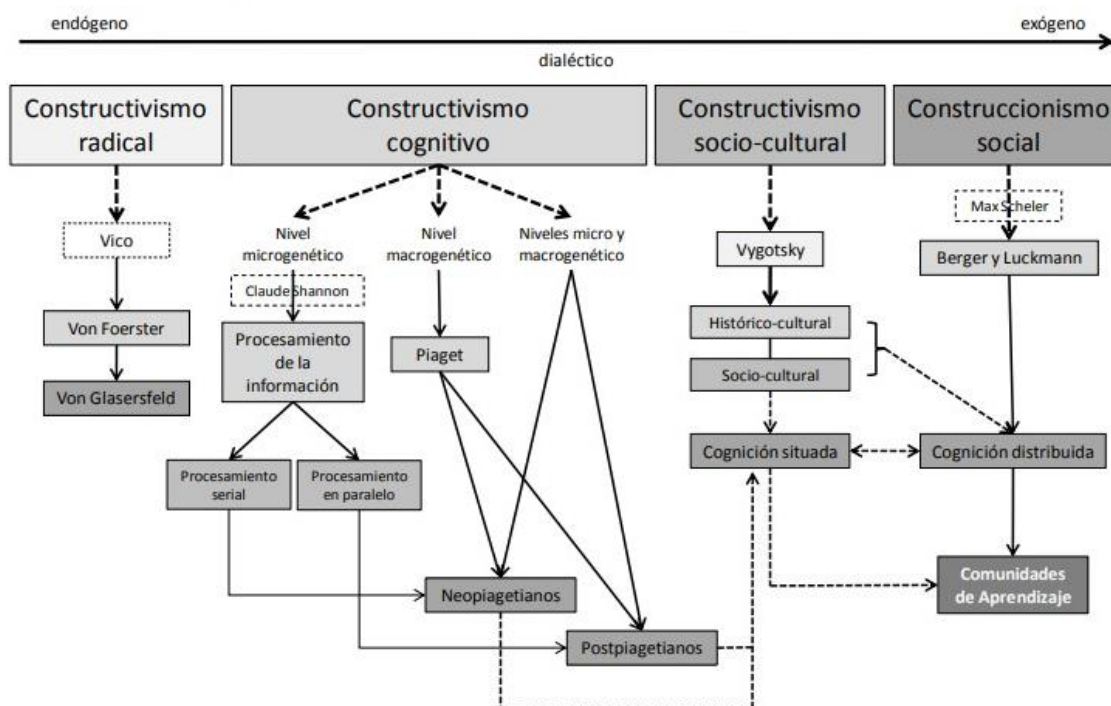 endógeno
exógeno
dialéctico
Constructivismo
radical
Constructivismo
cognitivo
Constructivismo
socio-cultural
Construccionismo
social
Vico
Von Foerster
Von Glasersfeld
Nivel
microgenético
Claude Shannon
Procesamiento
de la
información
Procesamiento
serial
Procesamiento
en paralelo
Nivel
macrogenético
Piaget
Niveles micro y
macrogenético
Neopiagetianos
Postpiagetianos
Vygotsky
Histórico-cultural
Socio-cultural
Cognición situada
Max Scheler
Berger y Luckmann
Cognición distribuida
Comunidades
de Aprendizaje